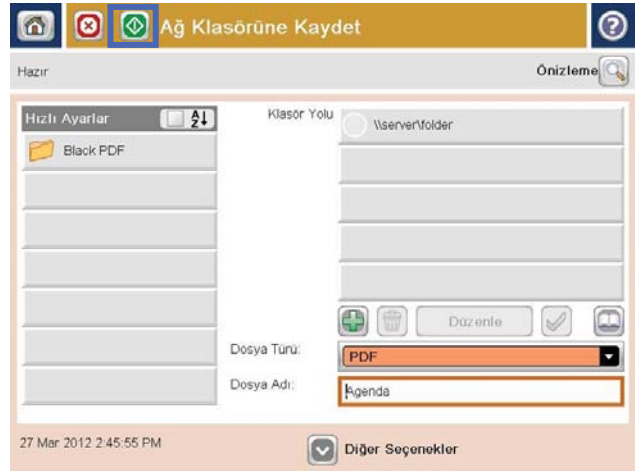 Ağ Klasörüne Kaydet
?
Hazır
Önizleme
Hızlı Ayarlar
A
Z
Klasör Yolu
\\server\folder
Black PDF
Düzenle
Dosya Türü:
PDF
Dosya Adı:
Agenda
27 Mar 2012 2:45:55 PM
Diğer Seçenekler